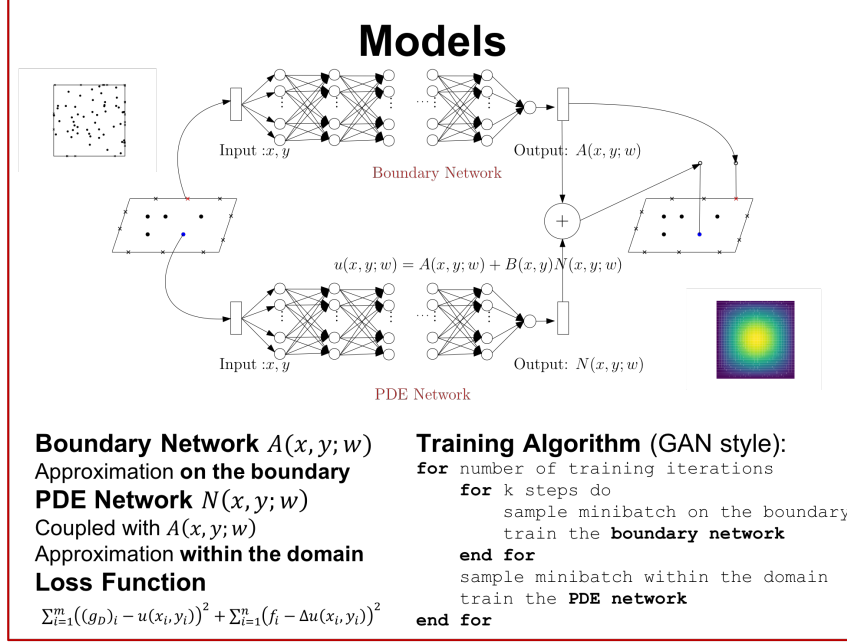 Models
Input :x, y
Output: A(x, y; w)
Boundary Network
+
u(x, y; w) = A(x, y; w) + B(x, y)N(x, y; w)
Input :x, y
Output: N(x, y; w)
PDE Network
Boundary Network A(x, y; w)
Approximation on the boundary
PDE Network N(x, y; w)
Coupled with A(x, y; w)
Approximation within the domain
Loss Function
∑_{i=1}^{m}((g_D)_i − u(x_i, y_i))^2 + ∑_{i=1}^{n}(f_i − Δu(x_i, y_i))^2
Training Algorithm (GAN style):
for number of training iterations
for k steps do
sample minibatch on the boundary
train the boundary network
end for
sample minibatch within the domain
train the PDE network
end for